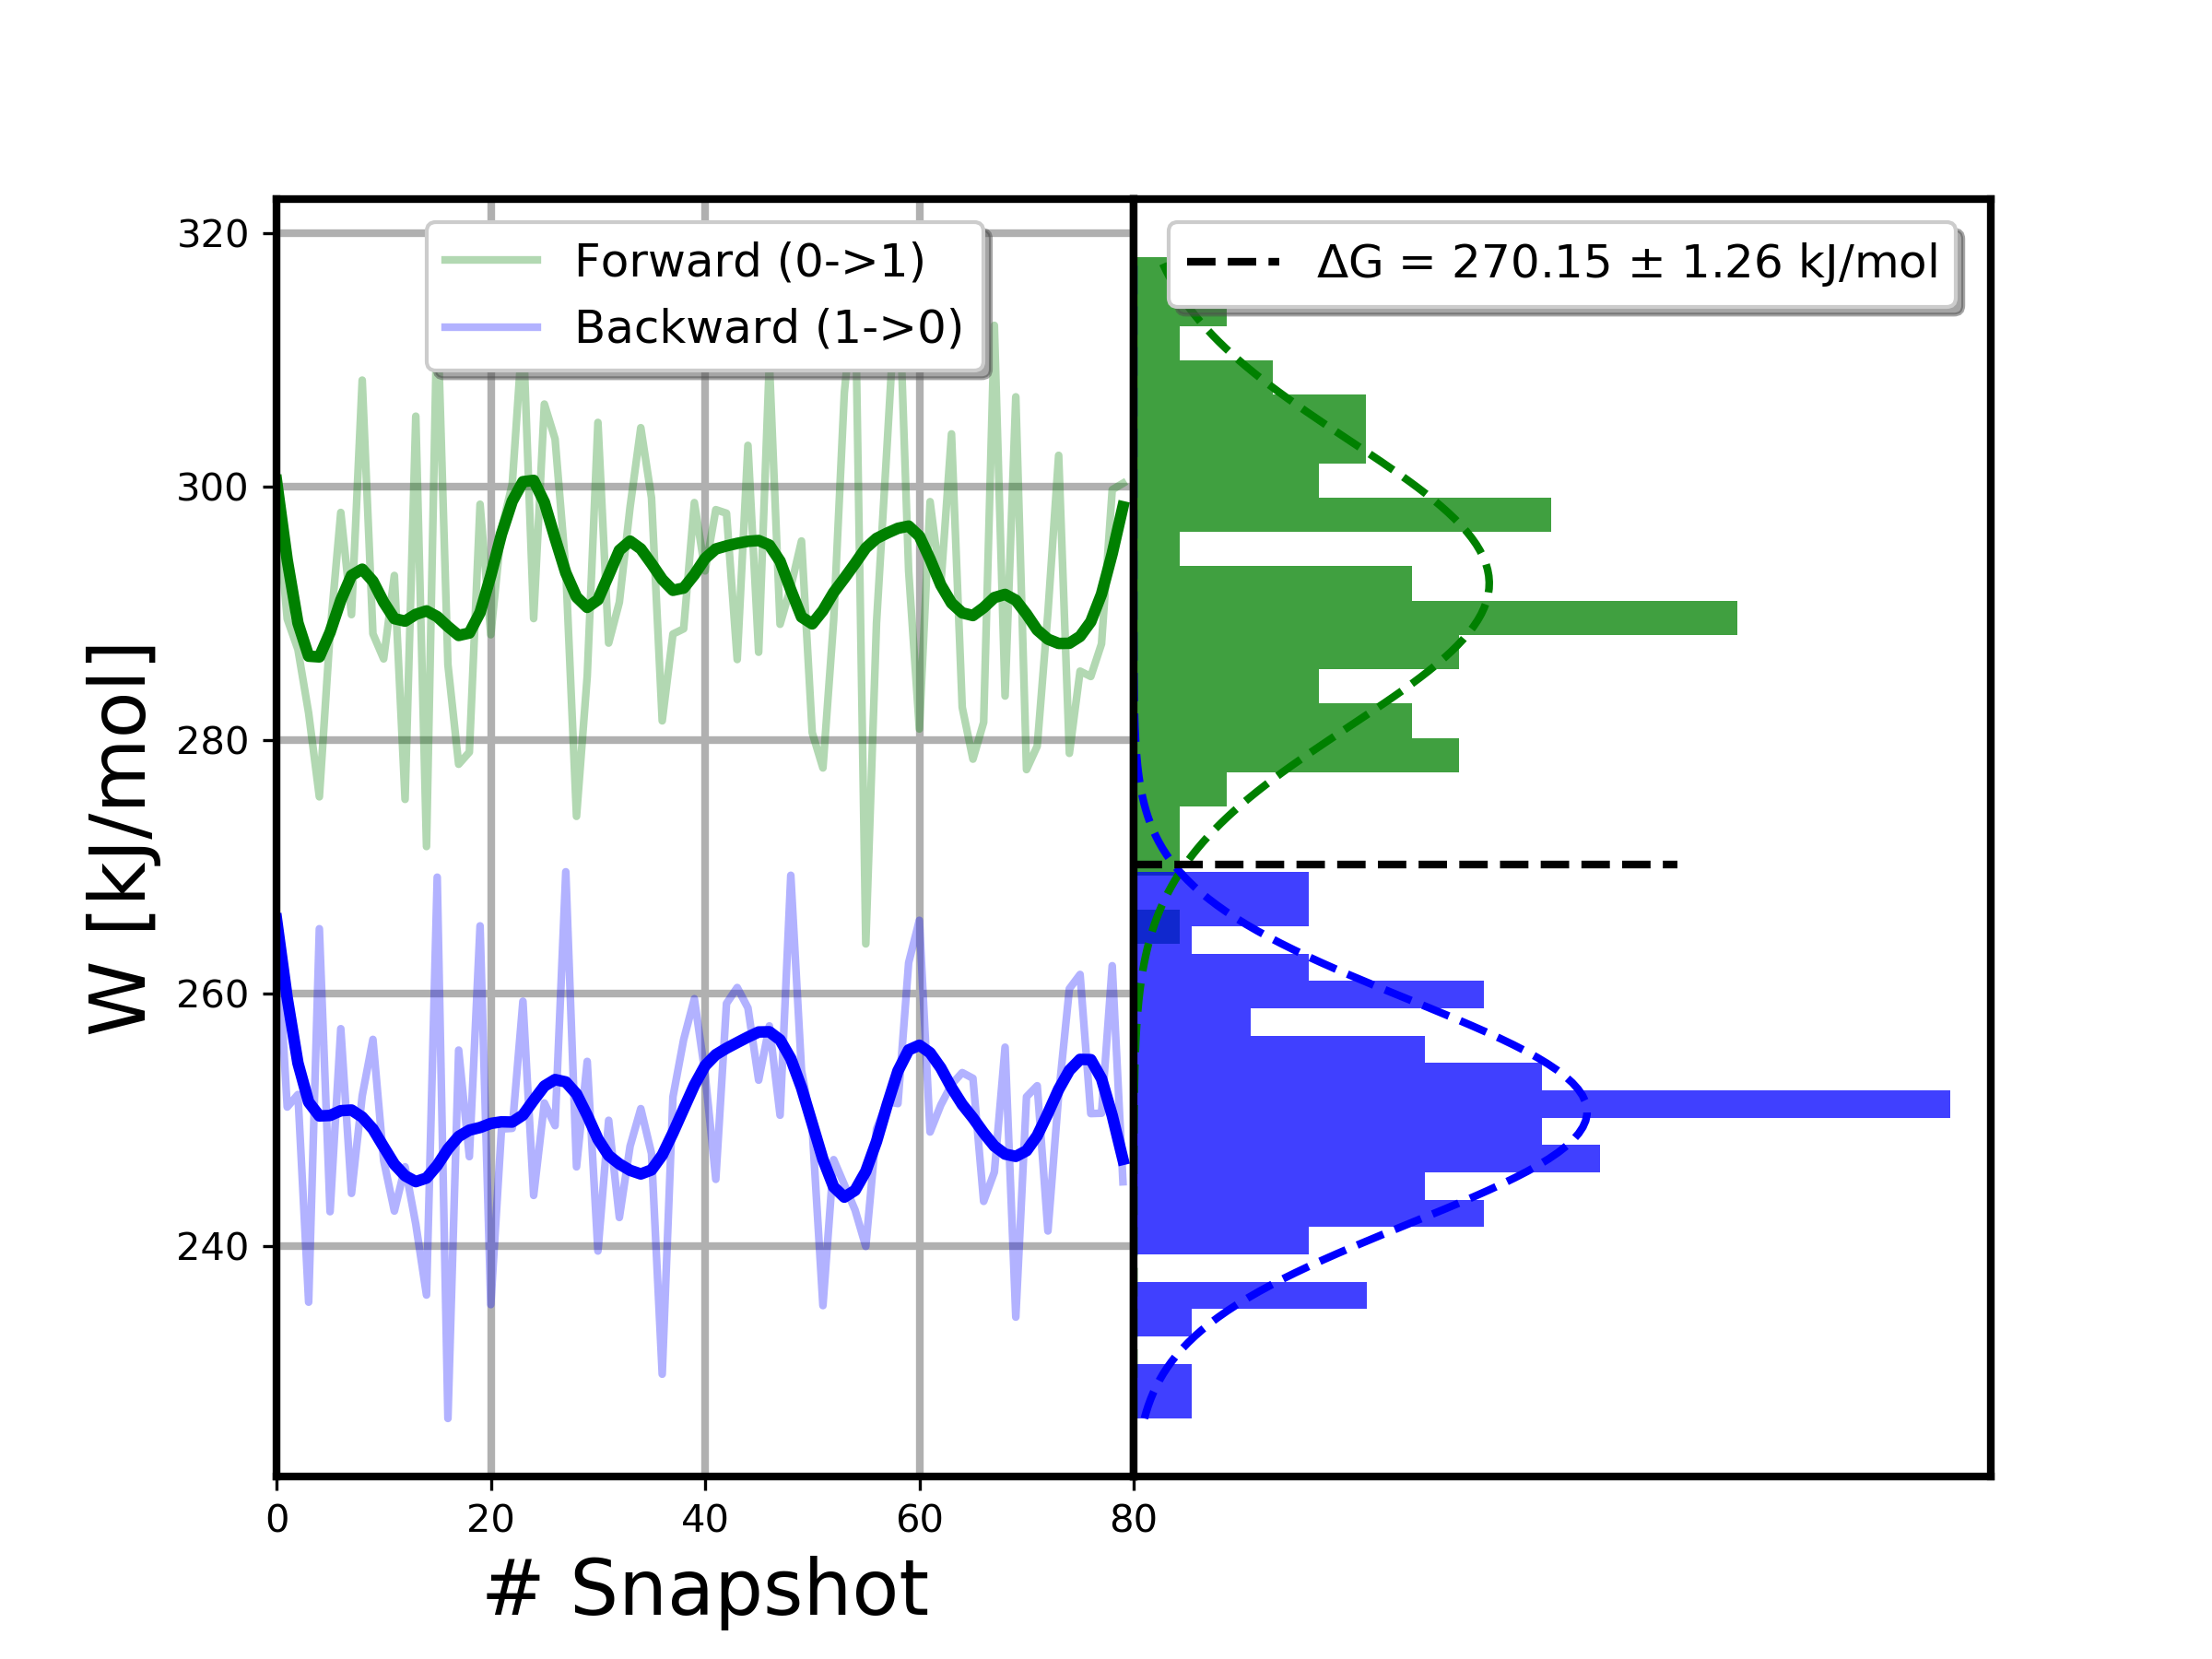 Forward (0->1)
Backward (1->0)
ΔG = 270.15 ± 1.26 kJ/mol
W [kJ/mol]
320
300
280
260
240
0 20 40 60 80
# Snapshot